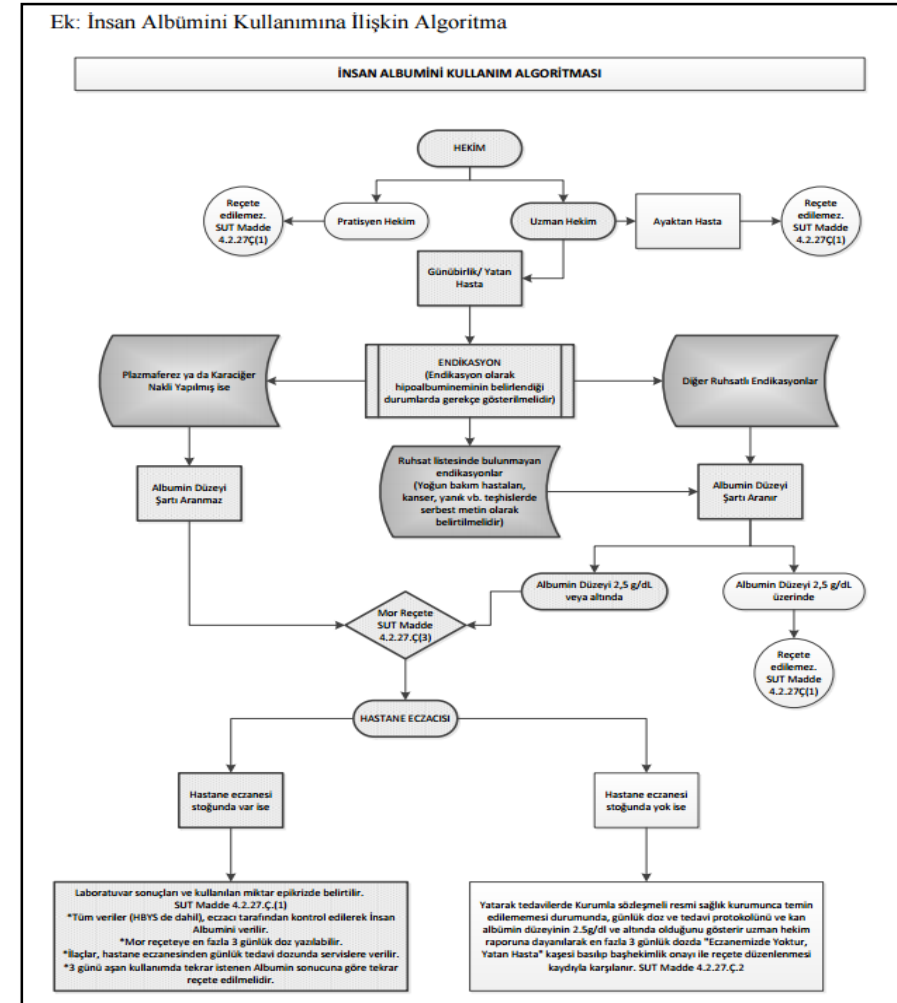 Ek: İnsan Albümini Kullanımına İlişkin Algoritma
İNSAN ALBUMİNİ KULLANIM ALGORİTMASI
HEKİM
Reçete
edilemez.
SUT Madde
4.2.27Ç(1)
Pratisyen Hekim
Uzman Hekim
Ayaktan Hasta
Reçete
edilemez.
SUT Madde
4.2.27Ç(1)
Günübirlik/ Yatan
Hasta
Plazmaferez ya da Karaciğer
Nakli Yapılmış ise
ENDİKASYON
(Endikasyon olarak
hipoalbumineminin belirlendiği
durumlarda gerekçe gösterilmelidir)
Diğer Ruhsatlı Endikasyonlar
Albumin Düzeyi
Şartı Aranmaz
Ruhsat listesinde bulunmayan
endikasyonlar
(Yoğun bakım hastaları,
kanser, yanık vb. teşhislerde
serbest metin olarak
belirtilmelidir)
Albumin Düzeyi
Şartı Aranır
Albumin Düzeyi 2,5 g/dL
veya altında
Albumin Düzeyi 2,5 g/dL
üzerinde
Mor Reçete
SUT Madde
4.2.27.Ç(3)
Reçete
edilemez.
SUT Madde
4.2.27Ç(1)
HASTANE ECZACISI
Hastane eczanesi
stoğunda var ise
Hastane eczanesi
stoğunda yok ise
Laboratuvar sonuçları ve kullanılan miktar epikrizde belirtilir.
SUT Madde 4.2.27.Ç.(1)
*Tüm veriler (HBYS de dahil), eczacı tarafından kontrol edilerek İnsan
Albumini verilir.
*Mor reçeteye en fazla 3 günlük doz yazılabilir.
*İlaçlar, hastane eczanesinden günlük tedavi dozunda servislere verilir.
*3 günü aşan kullanımda tekrar istenen Albumin sonucuna göre tekrar
reçete edilmelidir.
Yatarak tedavilerde Kurumla sözleşmeli resmi sağlık kurumunca temin
edilememesi durumunda, günlük doz ve tedavi protokolünü ve kan
albümin düzeyinin 2.5g/dl ve altında olduğunu gösterir uzman hekim
raporuna dayanılarak en fazla 3 günlük dozda "Eczanemizde Yoktur,
Yatan Hasta" kaşesi basılıp başhekimlik onayı ile reçete düzenlenmesi
kaydıyla karşılanır. SUT Madde 4.2.27.Ç.2